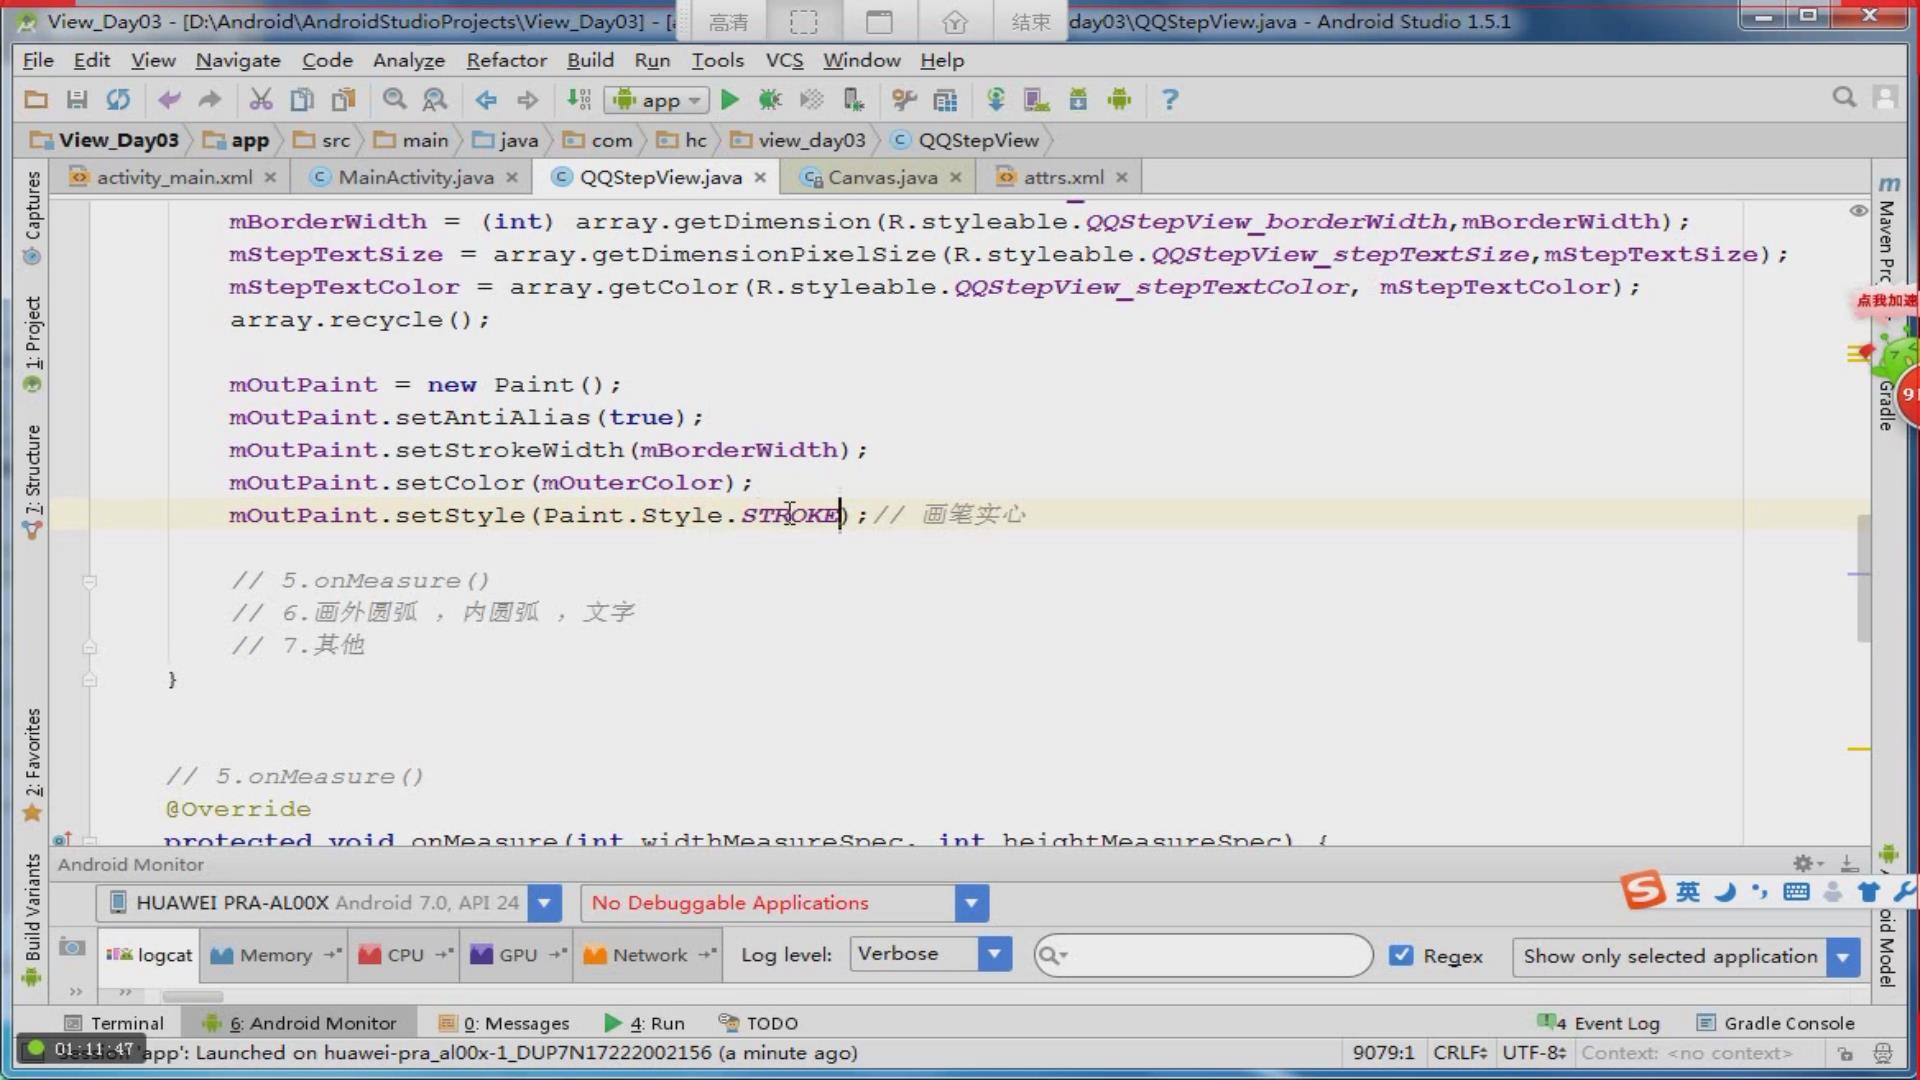 View_Day03 - [D:\Android\AndroidStudioProjects\View_Day03] - [
高清
结束
day03\QQStepView.java - Android Studio 1.5.1
File Edit View Navigate Code Analyze Refactor Build Run Tools VCS Window Help
app
View_Day03 app src main java com hc view_day03 QQStepView
activity_main.xml MainActivity.java QQStepView.java Canvas.java attrs.xml
Captures
1: Project
7: Structure
2: Favorites
Build Variants
mBorderWidth = (int) array.getDimension(R.styleable.QQStepView_borderWidth,mBorderWidth);
mStepTextSize = array.getDimensionPixelSize(R.styleable.QQStepView_stepTextSize,mStepTextSize);
mStepTextColor = array.getColor(R.styleable.QQStepView_stepTextColor, mStepTextColor);
array.recycle();
mOutPaint = new Paint();
mOutPaint.setAntiAlias(true);
mOutPaint.setStrokeWidth(mBorderWidth);
mOutPaint.setColor(mOuterColor);
mOutPaint.setStyle(Paint.Style.STROKE);// 画笔实心
// 5.onMeasure()
// 6.画外圆弧 , 内圆弧 , 文字
// 7.其他
}
// 5.onMeasure()
@Override
protected void onMeasure(int widthMeasureSpec, int heightMeasureSpec) {
Maven Pr
点我加速
91
Gradle
Android Monitor
HUAWEI PRA-AL00X Android 7.0, API 24 No Debuggable Applications
英
oid Model
logcat Memory CPU GPU Network Log level: Verbose Regex Show only selected application
Terminal 6: Android Monitor 0: Messages 4: Run TODO 4 Event Log Gradle Console
01:11:47
'app': Launched on huawei-pra_al00x-1_DUP7N17222002156 (a minute ago) 9079:1 CRLF UTF-8 Context: <no context>